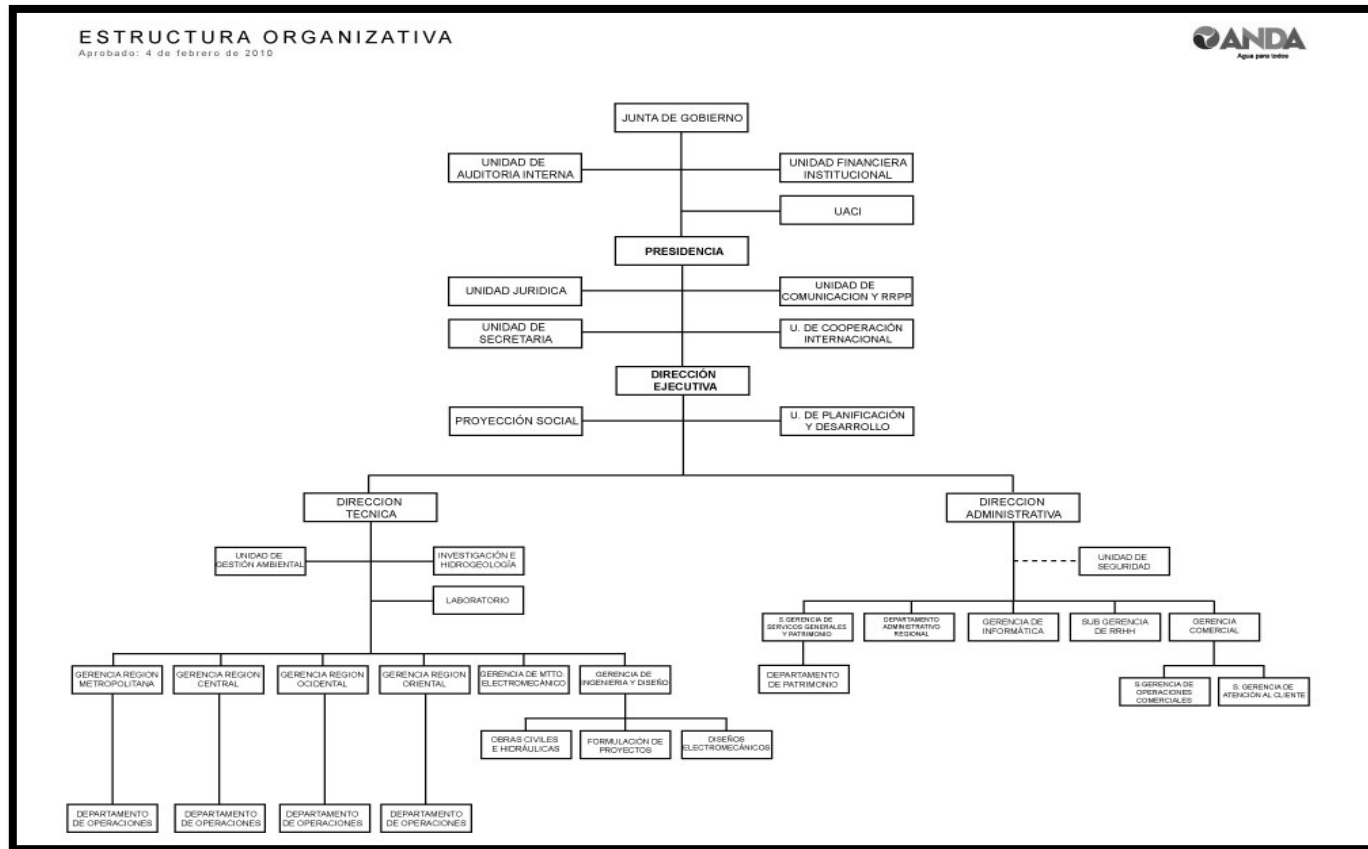 ESTRUCTURA ORGANIZATIVA
Aprobado: 4 de febrero de 2010
ANDA
Agua para todos
JUNTA DE GOBIERNO
UNIDAD DE
AUDITORIA INTERNA
UNIDAD FINANCIERA
INSTITUCIONAL
UACI
PRESIDENCIA
UNIDAD JURIDICA
UNIDAD DE
COMUNICACION Y RRPP
UNIDAD DE
SECRETARIA
U. DE COOPERACIÓN
INTERNACIONAL
DIRECCIÓN
EJECUTIVA
PROYECCIÓN SOCIAL
U. DE PLANIFICACIÓN
Y DESARROLLO
DIRECCION
TECNICA
DIRECCION
ADMINISTRATIVA
UNIDAD DE
GESTIÓN AMBIENTAL
INVESTIGACIÓN E
HIDROGEOLOGÍA
LABORATORIO
UNIDAD DE
SEGURIDAD
S.GERENCIA DE
SERVICOS GENERALES
Y PATRIMONIO
DEPARTAMENTO
ADMINISTRATIVO
REGIONAL
GERENCIA DE
INFORMÁTICA
SUB GERENCIA
DE RRHH
GERENCIA
COMERCIAL
GERENCIA REGION
METROPOLITANA
GERENCIA REGION
CENTRAL
GERENCIA REGION
OCIDENTAL
GERENCIA REGION
ORIENTAL
GERENCIA DE MTTO.
ELECTROMECÁNICO
GERENCIA DE
INGENIERIA Y DISEÑO
DEPARTAMENTO
DE PATRIMONIO
S.GERENCIA DE
OPERACIONES
COMERCIALES
S. GERENCIA DE
ATENCIÓN AL CLIENTE
OBRAS CIVILES
E HIDRÁULICAS
FORMULACIÓN DE
PROYECTOS
DISEÑOS
ELECTROMECÁNICOS
DEPARTAMENTO
DE OPERACIONES
DEPARTAMENTO
DE OPERACIONES
DEPARTAMENTO
DE OPERACIONES
DEPARTAMENTO
DE OPERACIONES